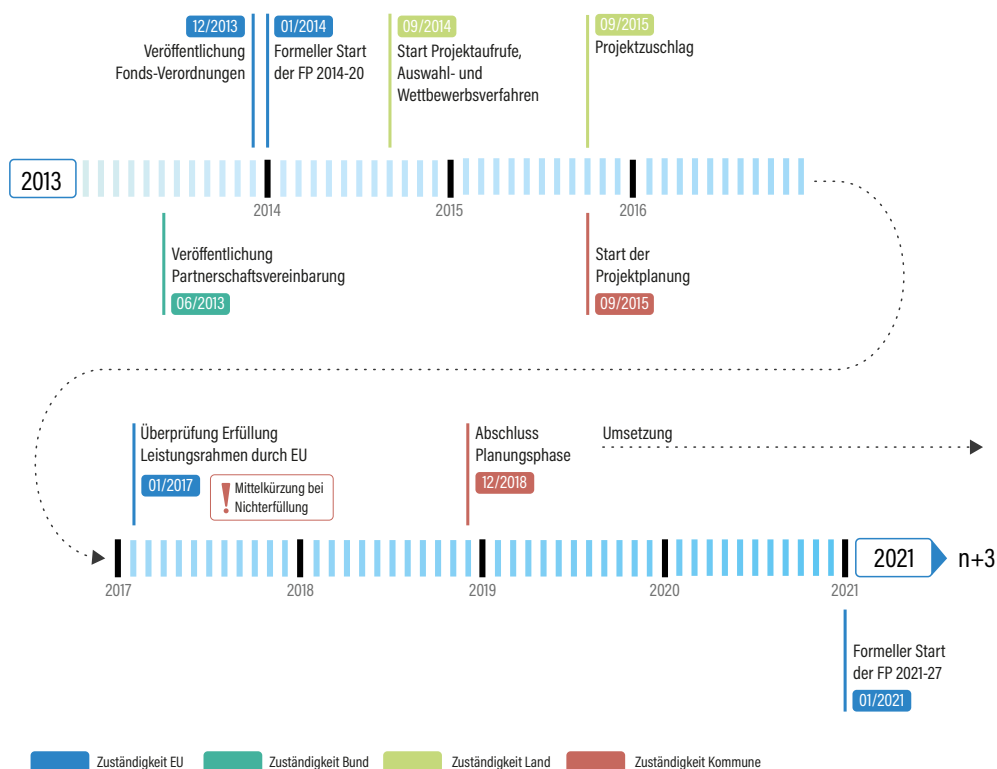 12/2013
Veröffentlichung
Fonds-Verordnungen
01/2014
Formeller Start
der FP 2014-20
09/2014
Start Projektaufrufe,
Auswahl- und
Wettbewerbsverfahren
09/2015
Projektzuschlag
2013
2014
2015
2016
Veröffentlichung
Partnerschaftsvereinbarung
06/2013
Start der
Projektplanung
09/2015
Überprüfung Erfüllung
Leistungsrahmen durch EU
01/2017
! Mittelkürzung bei
Nichterfüllung
Abschluss
Planungsphase
12/2018
Umsetzung
2021
n+3
2017
2018
2019
2020
2021
Formeller Start
der FP 2021-27
01/2021
Zuständigkeit EU
Zuständigkeit Bund
Zuständigkeit Land
Zuständigkeit Kommune